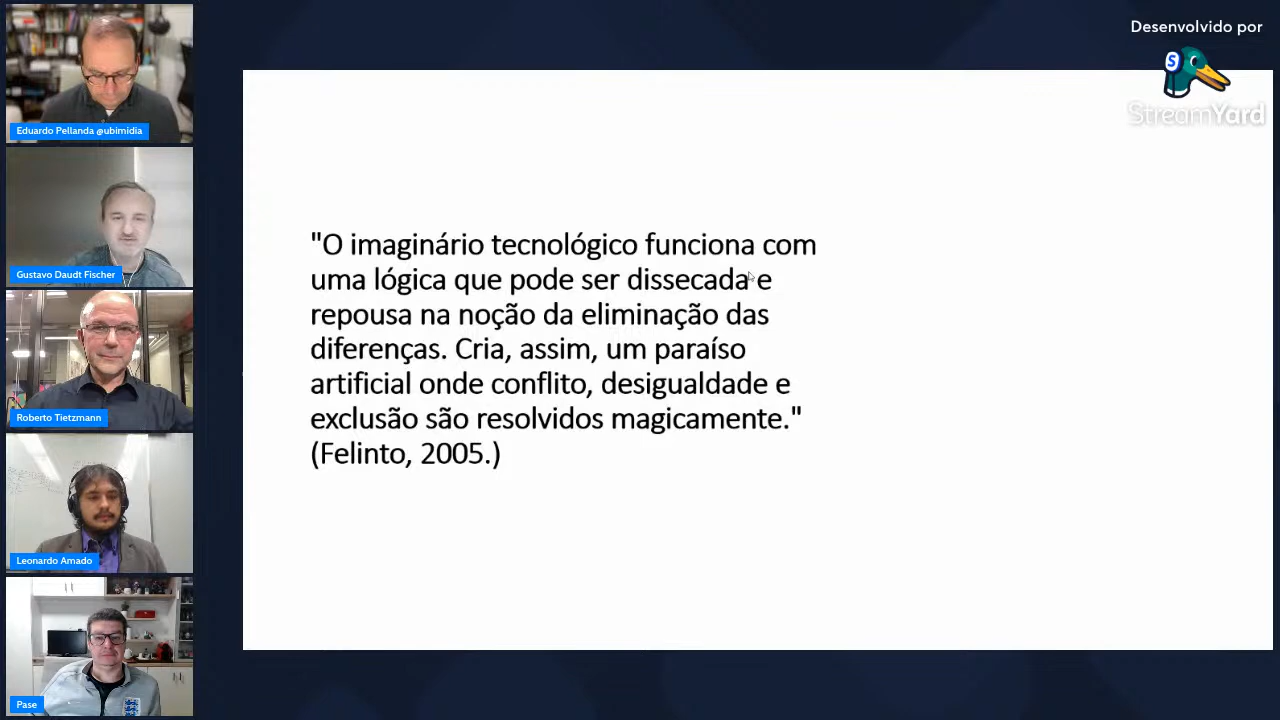 Eduardo Pellanda @ubimidia
Gustavo Daudt Fischer
Roberto Tietzmann
Leonardo Amado
Pase
"O imaginário tecnológico funciona com
uma lógica que pode ser dissecada e
repousa na noção da eliminação das
diferenças. Cria, assim, um paraíso
artificial onde conflito, desigualdade e
exclusão são resolvidos magicamente."
(Felinto, 2005.)
Desenvolvido por
S
StreamYard